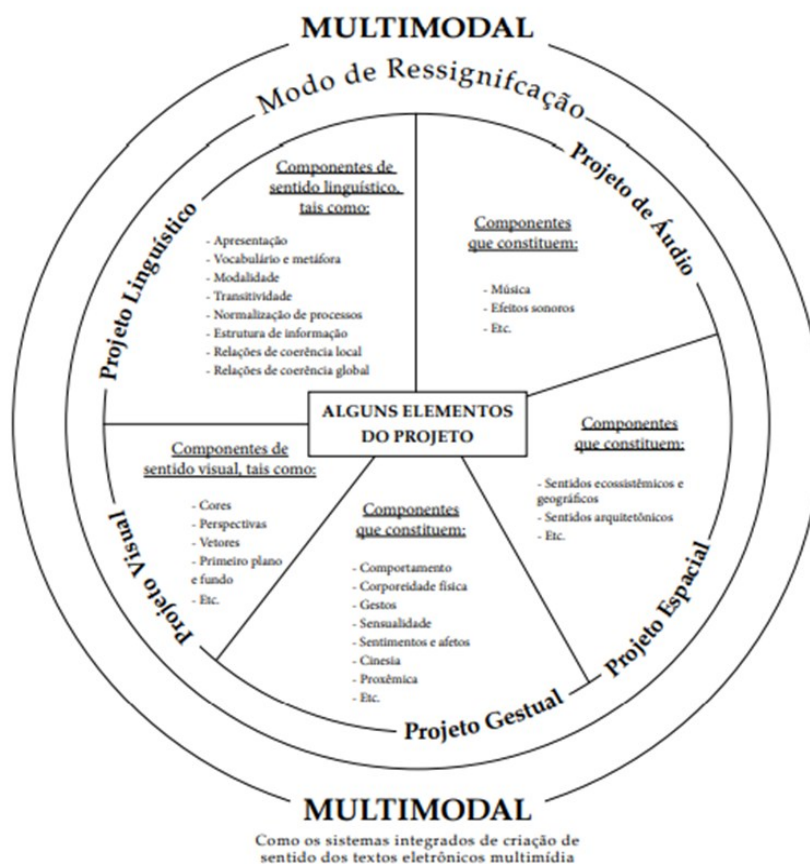 MULTIMODAL
Modo de Ressignifcação
Projeto Linguístico
Componentes de
sentido linguístico,
tais como:
- Apresentação
- Vocabulário e metáfora
- Modalidade
- Transitividade
- Normalização de processos
- Estrutura de informação
- Relações de coerência local
- Relações de coerência global
Projeto de Áudio
Componentes
que constituem:
- Música
- Efeitos sonoros
- Etc.
ALGUNS ELEMENTOS
DO PROJETO
Projeto Visual
Componentes de
sentido visual, tais como:
- Cores
- Perspectivas
- Vetores
- Primeiro plano
e fundo
- Etc.
Componentes
que constituem:
- Comportamento
- Corporeidade física
- Gestos
- Sensualidade
- Sentimentos e afetos
- Cinesia
- Proxêmica
- Etc.
Projeto Gestual
Componentes
que constituem:
- Sentidos ecossistêmicos e
geográficos
- Sentidos arquitetônicos
- Etc.
Projeto Espacial
MULTIMODAL
Como os sistemas integrados de criação de
sentido dos textos eletrônicos multimídia